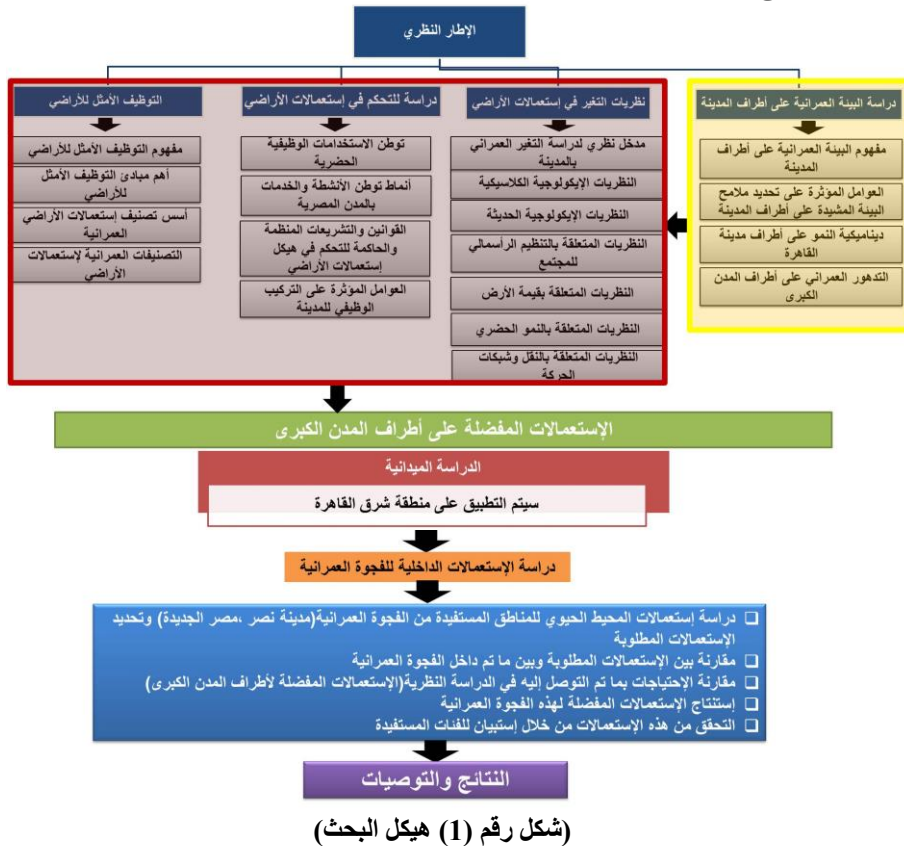 الإطار النظري
دراسة البيئة العمرانية على أطراف المدينة
مفهوم البيئة العمرانية على أطراف
المدينة
العوامل المؤثرة على تحديد ملامح
البيئة المشيدة على أطراف المدينة
ديناميكية النمو على أطراف مدينة
القاهرة
التدهور العمراني على أطراف المدن
الكبرى
نظريات التغير في إستعمالات الأراضي
مدخل نظري لدراسة التغير العمراني
بالمدينة
النظريات الإيكولوجية الكلاسيكية
النظريات الإيكولوجية الحديثة
النظريات المتعلقة بالتنظيم الرأسمالي
للمجتمع
النظريات المتعلقة بقيمة الأرض
النظريات المتعلقة بالنمو الحضري
النظريات المتعلقة بالنقل وشبكات
الحركة
دراسة للتحكم في إستعمالات الأراضي
توطن الاستخدامات الوظيفية
الحضرية
أنماط توطن الأنشطة والخدمات
بالمدن المصرية
القوانين والتشريعات المنظمة
والحاكمة للتحكم في هيكل
إستعمالات الأراضي
العوامل المؤثرة على التركيب
الوظيفي للمدينة
التوظيف الأمثل للأراضي
مفهوم التوظيف الأمثل للأراضي
أهم مبادئ التوظيف الأمثل
للأراضي
أسس تصنيف إستعمالات الأراضي
العمرانية
التصنيفات العمرانية لإستعمالات
الأراضي
الإستعمالات المفضلة على أطراف المدن الكبرى
الدراسة الميدانية
سيتم التطبيق على منطقة شرق القاهرة
دراسة الإستعمالات الداخلية للفجوة العمرانية
❑ دراسة إستعمالات المحيط الحيوي للمناطق المستفيدة من الفجوة العمرانية(مدينة نصر ،مصر الجديدة) وتحديد
الإستعمالات المطلوبة
❑ مقارنة بين الإستعمالات المطلوبة وبين ما تم داخل الفجوة العمرانية
❑ مقارنة الإحتياجات بما تم التوصل إليه في الدراسة النظرية(الإستعمالات المفضلة لأطراف المدن الكبرى)
❑ إستنتاج الإستعمالات المفضلة لهذه الفجوة العمرانية
❑ التحقق من هذه الإستعمالات من خلال إستبيان للفئات المستفيدة
النتائج والتوصيات
(شكل رقم (1) هيكل البحث)